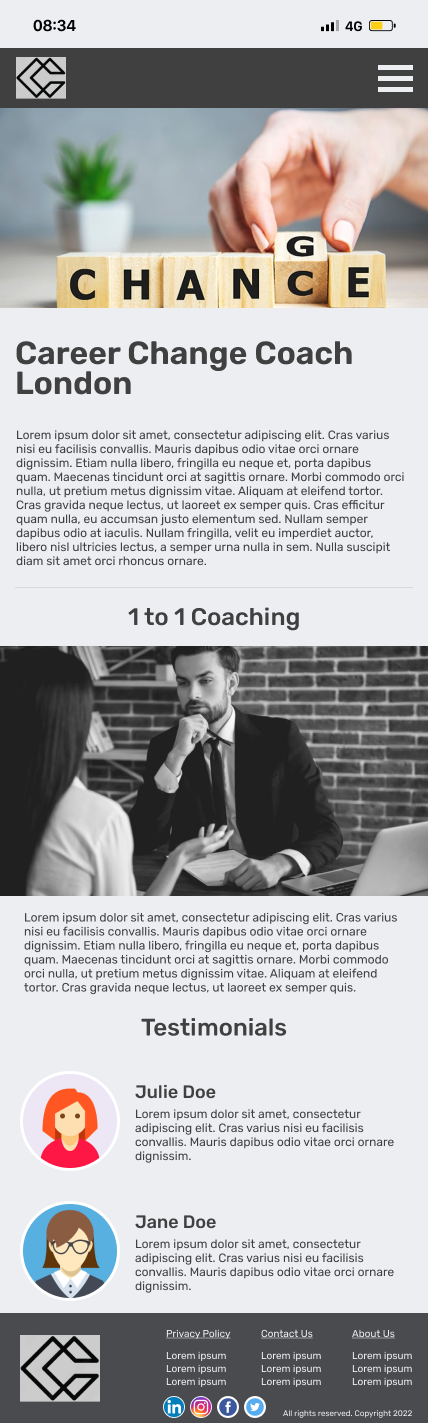 08:34
4G
G
CHANCE
Career Change Coach
London
Lorem ipsum dolor sit amet, consectetur adipiscing elit. Cras varius
nisi eu facilisis convallis. Mauris dapibus odio vitae orci ornare
dignissim. Etiam nulla libero, fringilla eu neque et, porta dapibus
quam. Maecenas tincidunt orci at sagittis ornare. Morbi commodo orci
nulla, ut pretium metus dignissim vitae. Aliquam at eleifend tortor.
Cras gravida neque lectus, ut laoreet ex semper quis. Cras efficitur
quam nulla, eu accumsan justo elementum sed. Nullam semper
dapibus odio at iaculis. Nullam fringilla, velit eu imperdiet auctor,
libero nisl ultricies lectus, a semper urna nulla in sem. Nulla suscipit
diam sit amet orci rhoncus ornare.
1 to 1 Coaching
Lorem ipsum dolor sit amet, consectetur adipiscing elit. Cras varius
nisi eu facilisis convallis. Mauris dapibus odio vitae orci ornare
dignissim. Etiam nulla libero, fringilla eu neque et, porta dapibus
quam. Maecenas tincidunt orci at sagittis ornare. Morbi commodo
orci nulla, ut pretium metus dignissim vitae. Aliquam at eleifend
tortor. Cras gravida neque lectus, ut laoreet ex semper quis.
Testimonials
Julie Doe
Lorem ipsum dolor sit amet, consectetur
adipiscing elit. Cras varius nisi eu facilisis
convallis. Mauris dapibus odio vitae orci ornare
dignissim.
Jane Doe
Lorem ipsum dolor sit amet, consectetur
adipiscing elit. Cras varius nisi eu facilisis
convallis. Mauris dapibus odio vitae orci ornare
dignissim.
Privacy Policy Contact Us About Us
Lorem ipsum Lorem ipsum Lorem ipsum
Lorem ipsum Lorem ipsum Lorem ipsum
Lorem ipsum Lorem ipsum Lorem ipsum
in f
All rights reserved. Copyright 2022